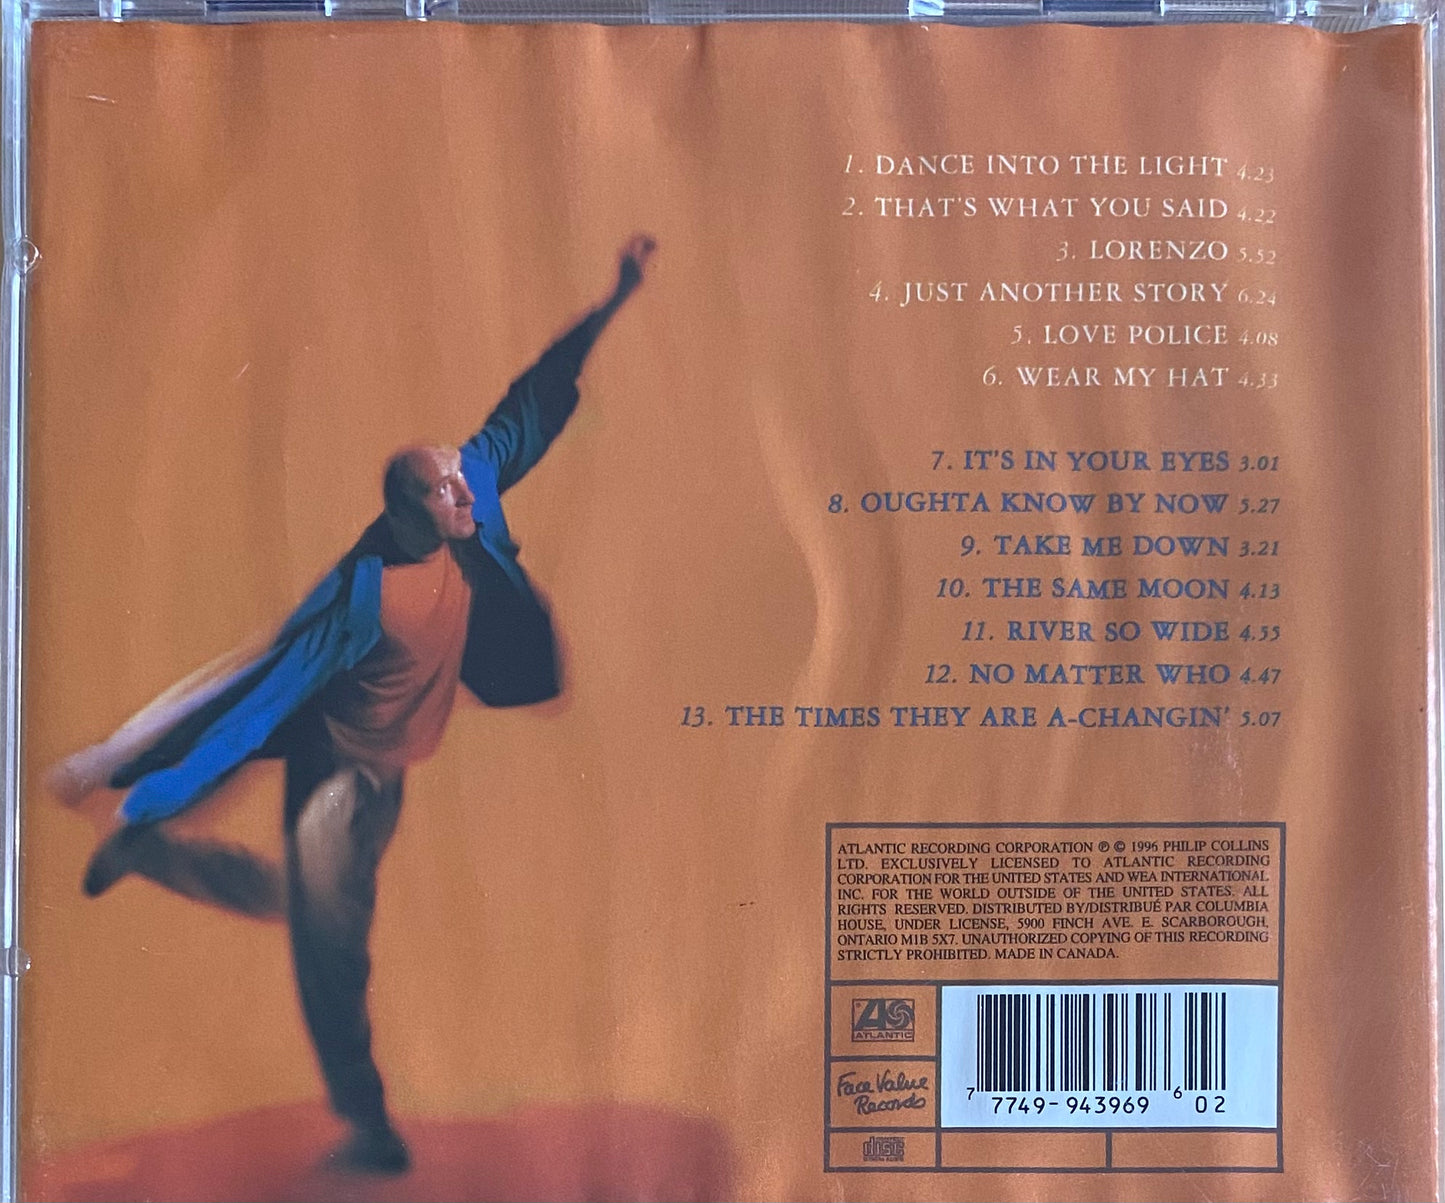 1. DANCE INTO THE LIGHT 4.23
2. THAT'S WHAT YOU SAID 4.22
3. LORENZO 5.52
4. JUST ANOTHER STORY 6.24
5. LOVE POLICE 4.08
6. WEAR MY HAT 4.33
7. IT'S IN YOUR EYES 3.01
8. OUGHTA KNOW BY NOW 5.27
9. TAKE ME DOWN 3.21
10. THE SAME MOON 4.13
11. RIVER SO WIDE 4.55
12. NO MATTER WHO 4.47
13. THE TIMES THEY ARE A-CHANGIN' 5.07
ATLANTIC RECORDING CORPORATION ℗ © 1996 PHILIP COLLINS
LTD. EXCLUSIVELY LICENSED TO ATLANTIC RECORDING
CORPORATION FOR THE UNITED STATES AND WEA INTERNATIONAL
INC. FOR THE WORLD OUTSIDE OF THE UNITED STATES. ALL
RIGHTS RESERVED. DISTRIBUTED BY/DISTRIBUÉ PAR COLUMBIA
HOUSE, UNDER LICENSE, 5900 FINCH AVE. E. SCARBOROUGH,
ONTARIO M1B 5X7. UNAUTHORIZED COPYING OF THIS RECORDING
STRICTLY PROHIBITED. MADE IN CANADA.
ATLANTIC
Face Value
Records
disc
7 7749-943969 6 02